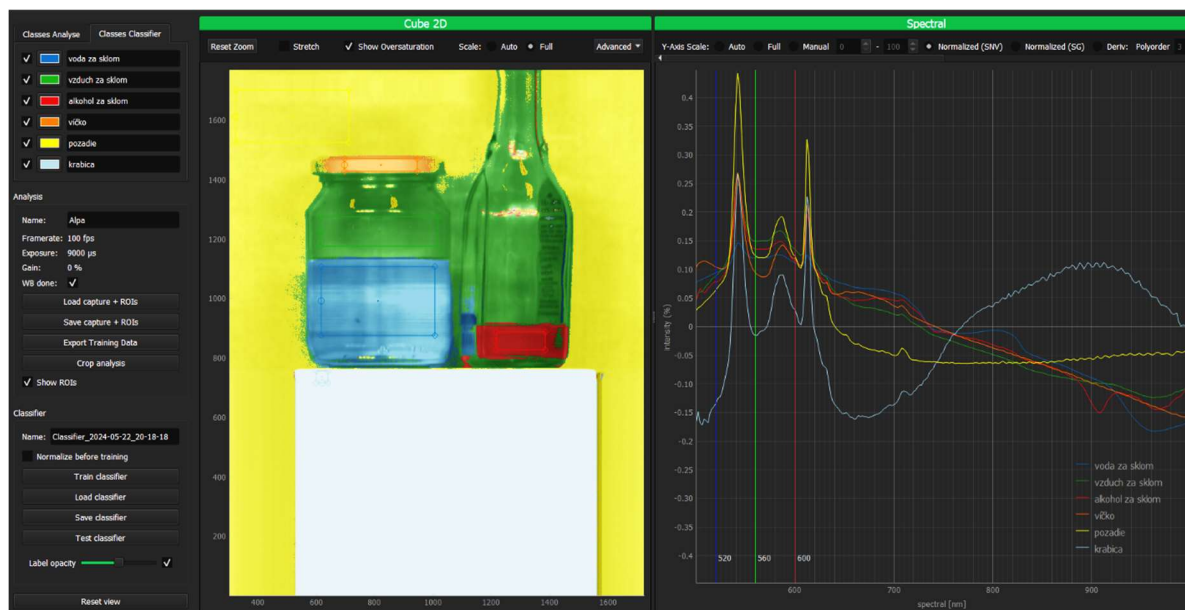 Classes Analyse
Classes Classifier
voda za sklom
vzduch za sklom
alkohol za sklom
víčko
pozadie
krabica
Analysis
Name: Alpa
Framerate: 100 fps
Exposure: 9000 µs
Gain: 0 %
WB done:
Load capture + ROIs
Save capture + ROIs
Export Training Data
Crop analysis
Show ROIs
Classifier
Name: Classifier_2024-05-22_20-18-18
Normalize before training
Train classifier
Load classifier
Save classifier
Test classifier
Label opacity
Reset view
Cube 2D
Reset Zoom Stretch Show Oversaturation Scale: Auto Full Advanced
1600
1400
1200
1000
800
600
400
200
400 600 800 1000 1200 1400 1600
Spectral
Y-Axis Scale: Auto Full Manual 0 - 100 Normalized (SNV) Normalized (SG) Deriv: Polyorder 3
intensity (%)
0.4
0.35
0.3
0.25
0.2
0.15
0.10
0.05
0
-0.05
-0.1
-0.15
-0.2
-0.25
-0.3
-0.35
-0.4
520 560 600
voda za sklom
vzduch za sklom
alkohol za sklom
víčko
pozadie
krabica
600 700 800 900
spectral [nm]